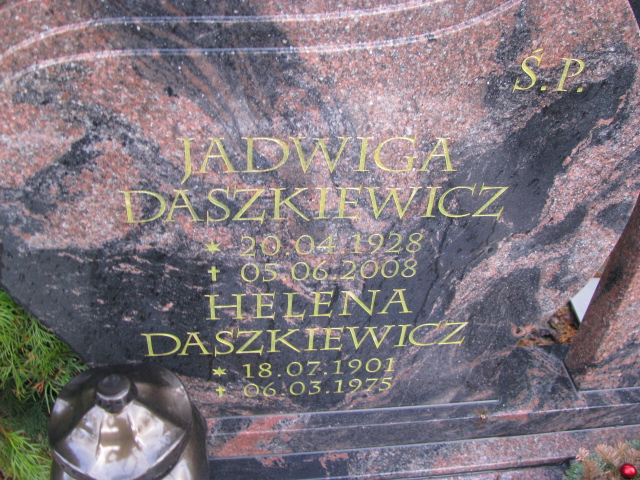 Ś.P.
JADWIGA
DASZKIEWICZ
* 20.04.1928
✝ 05.06.2008
HELENA
DASZKIEWICZ
* 18.07.1901
✝ 06.03.1975